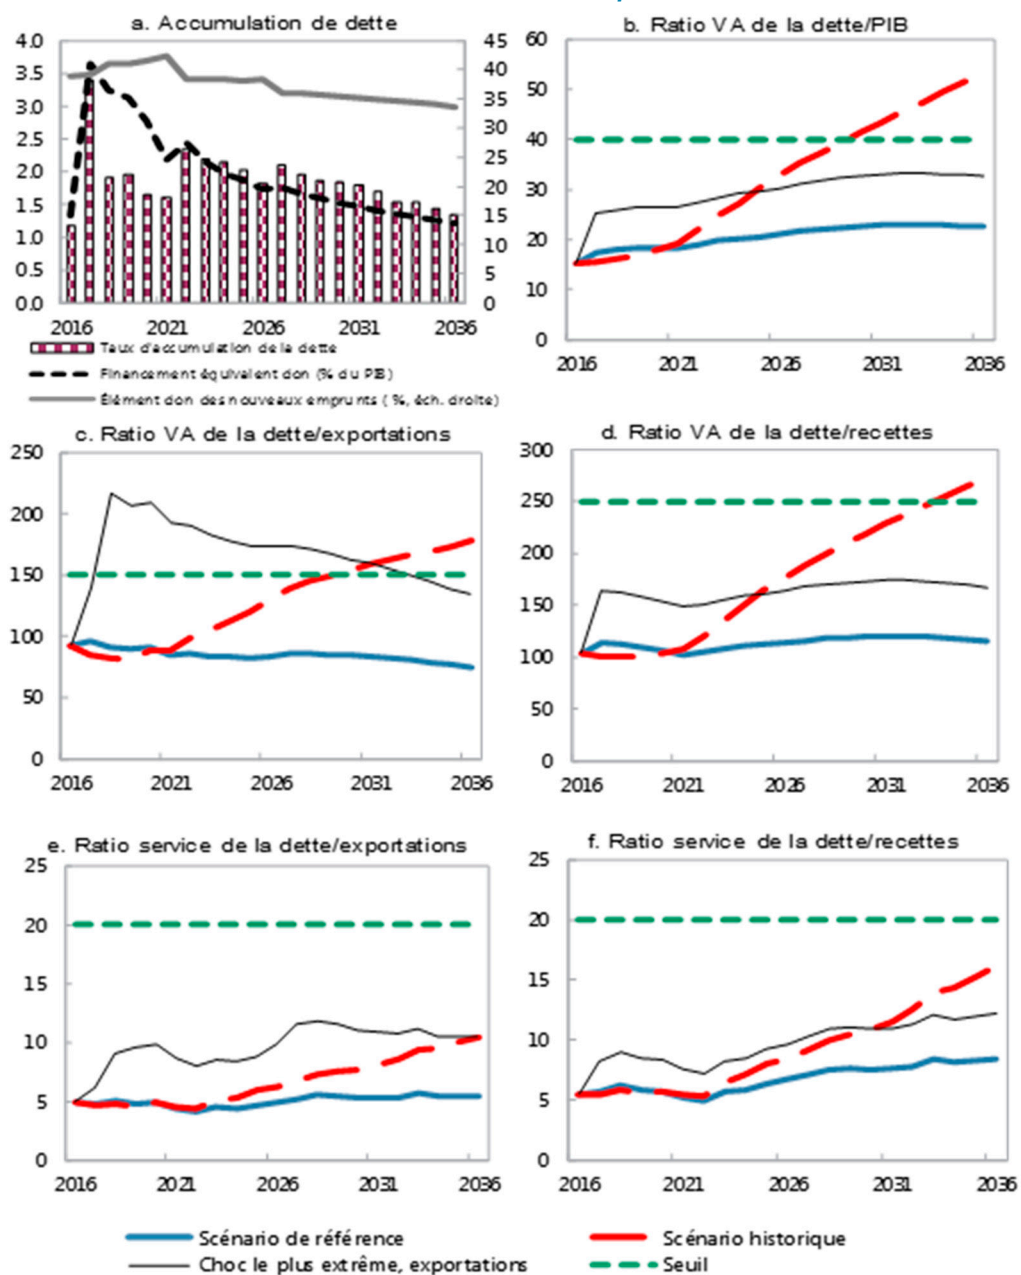 a. Accumulation de dette
4.0
3.5
3.0
2.5
2.0
1.5
1.0
0.5
0.0
45
40
35
30
25
20
15
10
5
0
2016 2021 2026 2031 2036
Taux d'accumulation de la dette
Financement équivalent don (% du PIB)
Élément don des nouveaux emprunts ( %, éch. droite)
b. Ratio VA de la dette/PIB
60
50
40
30
20
10
0
2016 2021 2026 2031 2036
c. Ratio VA de la dette/exportations
250
200
150
100
50
0
2016 2021 2026 2031 2036
d. Ratio VA de la dette/recettes
300
250
200
150
100
50
0
2016 2021 2026 2031 2036
e. Ratio service de la dette/exportations
25
20
15
10
5
0
2016 2021 2026 2031 2036
f. Ratio service de la dette/recettes
25
20
15
10
5
0
2016 2021 2026 2031 2036
Scénario de référence
Scénario historique
Choc le plus extrême, exportations
Seuil